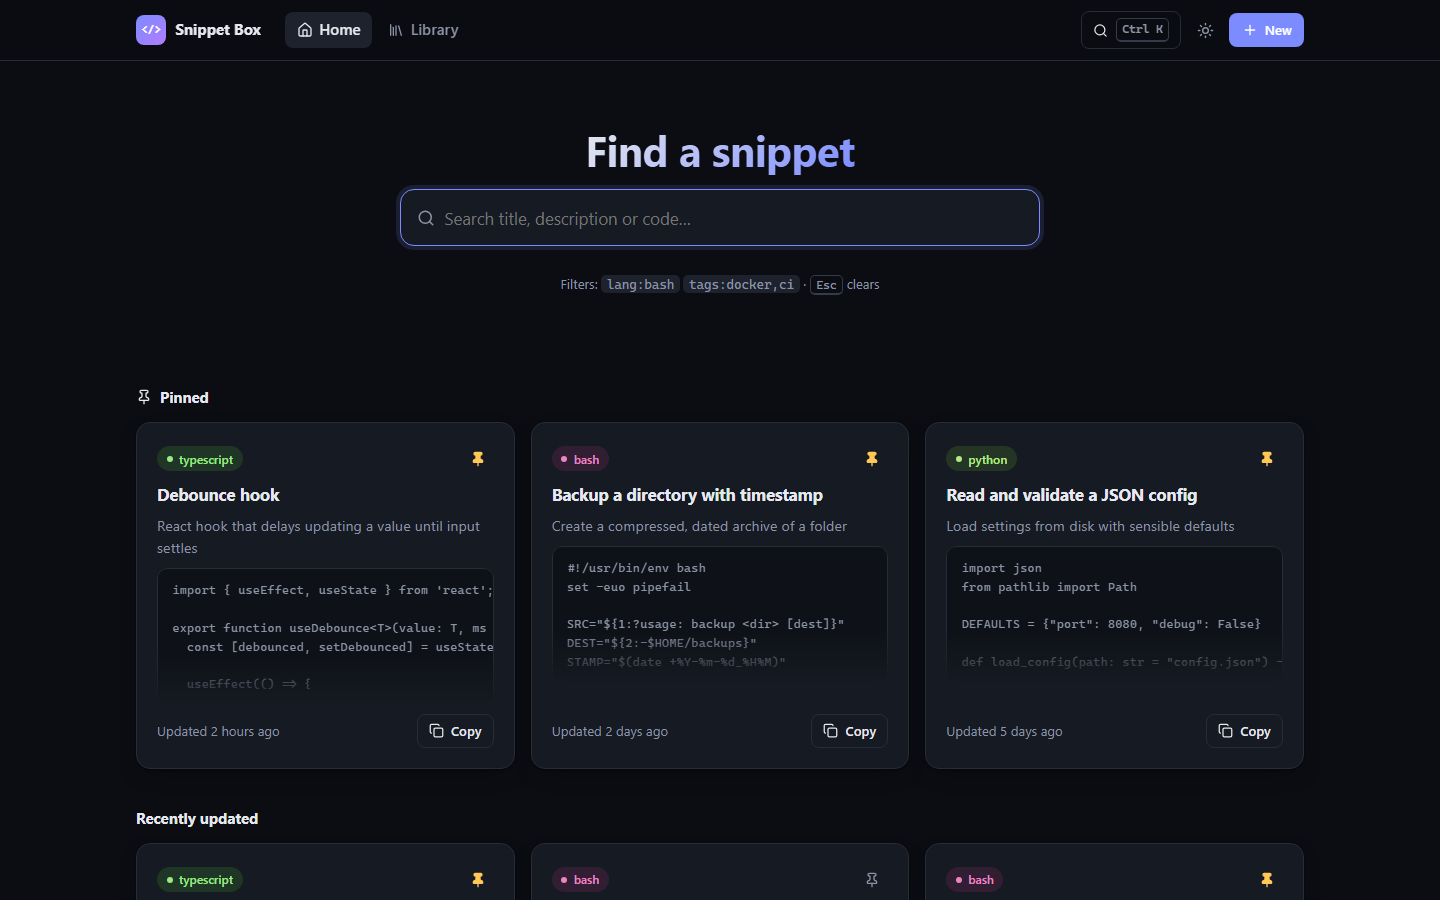 Snippet Box
Home
Library
Ctrl K
New
Find a snippet
Search title, description or code...
Filters: lang:bash tags:docker,ci · Esc clears
Pinned
typescript
Debounce hook
React hook that delays updating a value until input
settles
import { useEffect, useState } from 'react';
export function useDebounce<T>(value: T, ms
const [debounced, setDebounced] = useState
useEffect(() => {
Updated 2 hours ago
Copy
bash
Backup a directory with timestamp
Create a compressed, dated archive of a folder
#!/usr/bin/env bash
set -euo pipefail
SRC="${1:?usage: backup <dir> [dest]}"
DEST="${2:-$HOME/backups}"
STAMP="$(date +%Y-%m-%d_%H%M)"
Updated 2 days ago
Copy
python
Read and validate a JSON config
Load settings from disk with sensible defaults
import json
from pathlib import Path
DEFAULTS = {"port": 8080, "debug": False}
def load_config(path: str = "config.json") -
Updated 5 days ago
Copy
Recently updated
typescript
bash
bash